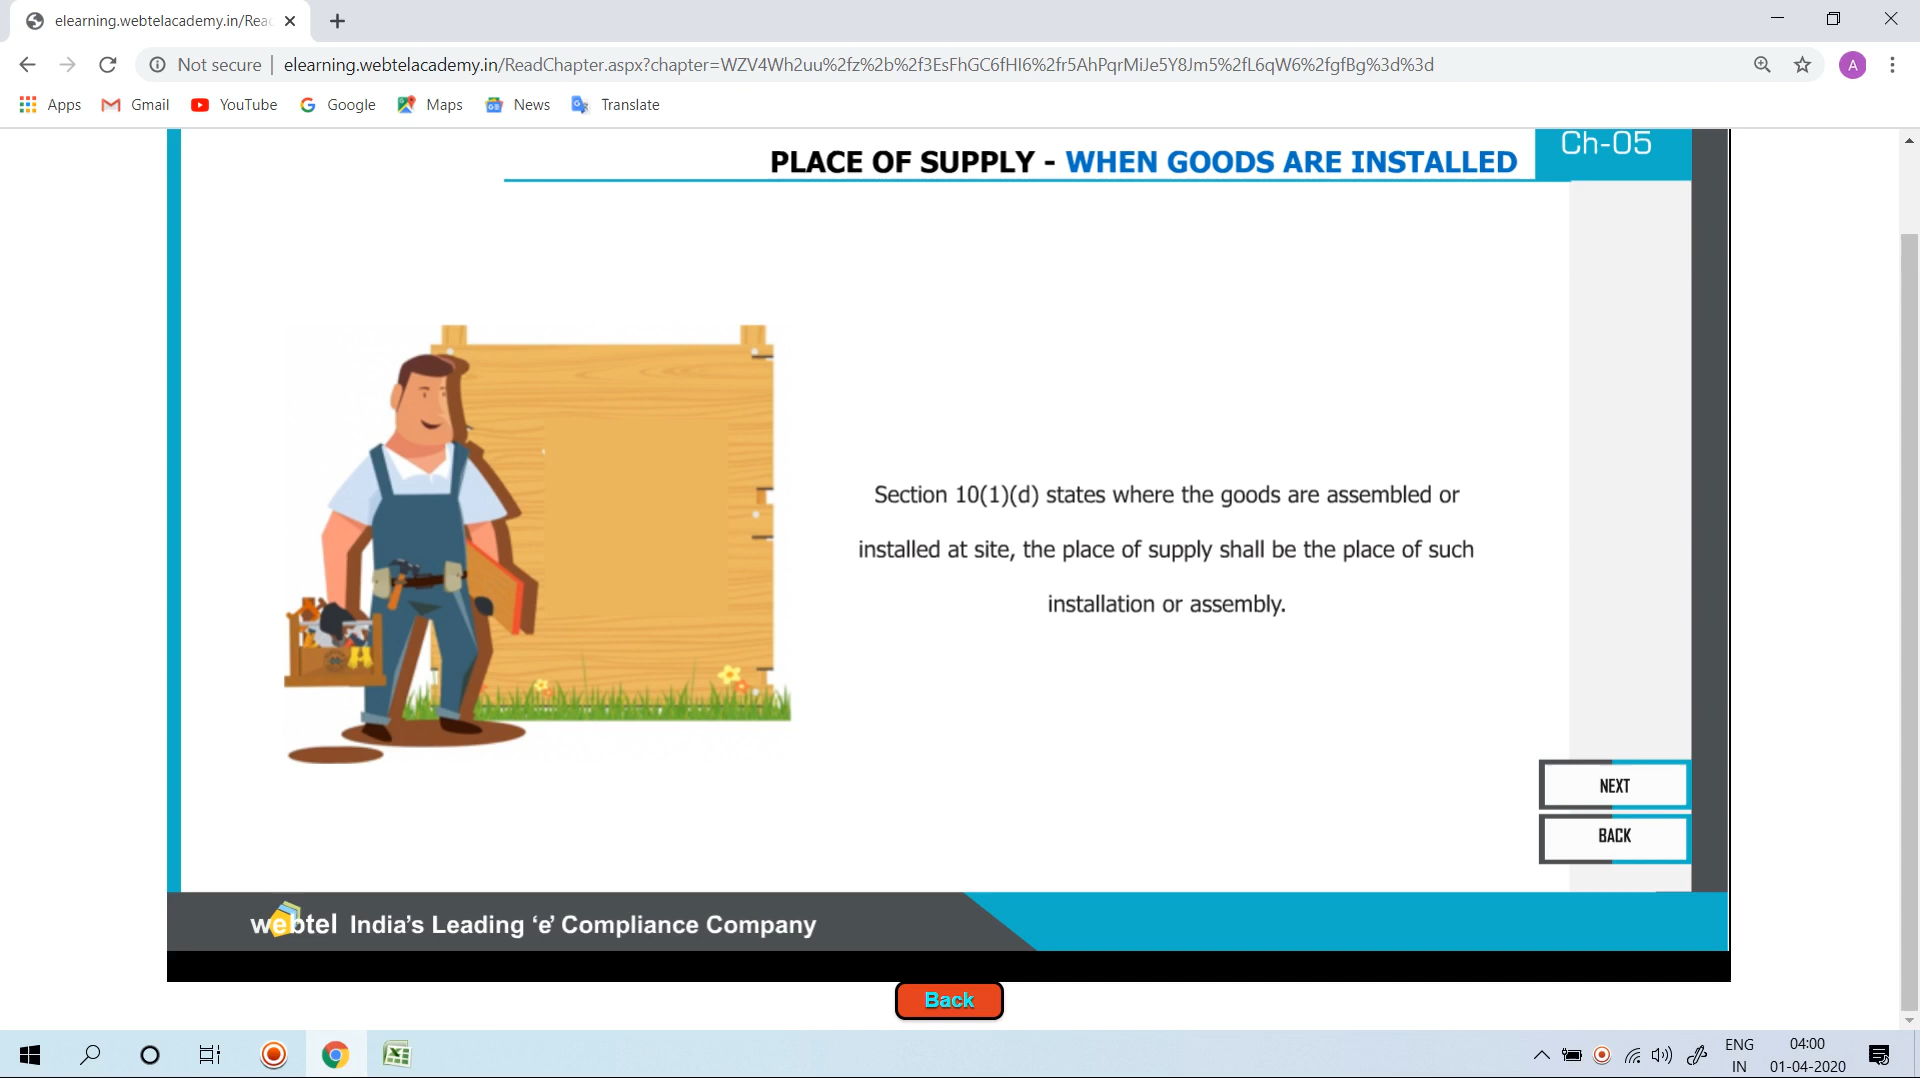 elearning.webtelacademy.in/Read
Not secure | elearning.webtelacademy.in/ReadChapter.aspx?chapter=WZV4Wh2uu%2fz%2b%2f3EsFhGC6fHI6%2fr5AhPqrMiJe5Y8Jm5%2fL6qW6%2fgfBg%3d%3d
A
Apps Gmail YouTube Google Maps News Translate
Ch-05
PLACE OF SUPPLY - WHEN GOODS ARE INSTALLED
Section 10(1)(d) states where the goods are assembled or
installed at site, the place of supply shall be the place of such
installation or assembly.
NEXT
BACK
webtel India's Leading 'e' Compliance Company
Back
ENG 04:00
IN 01-04-2020